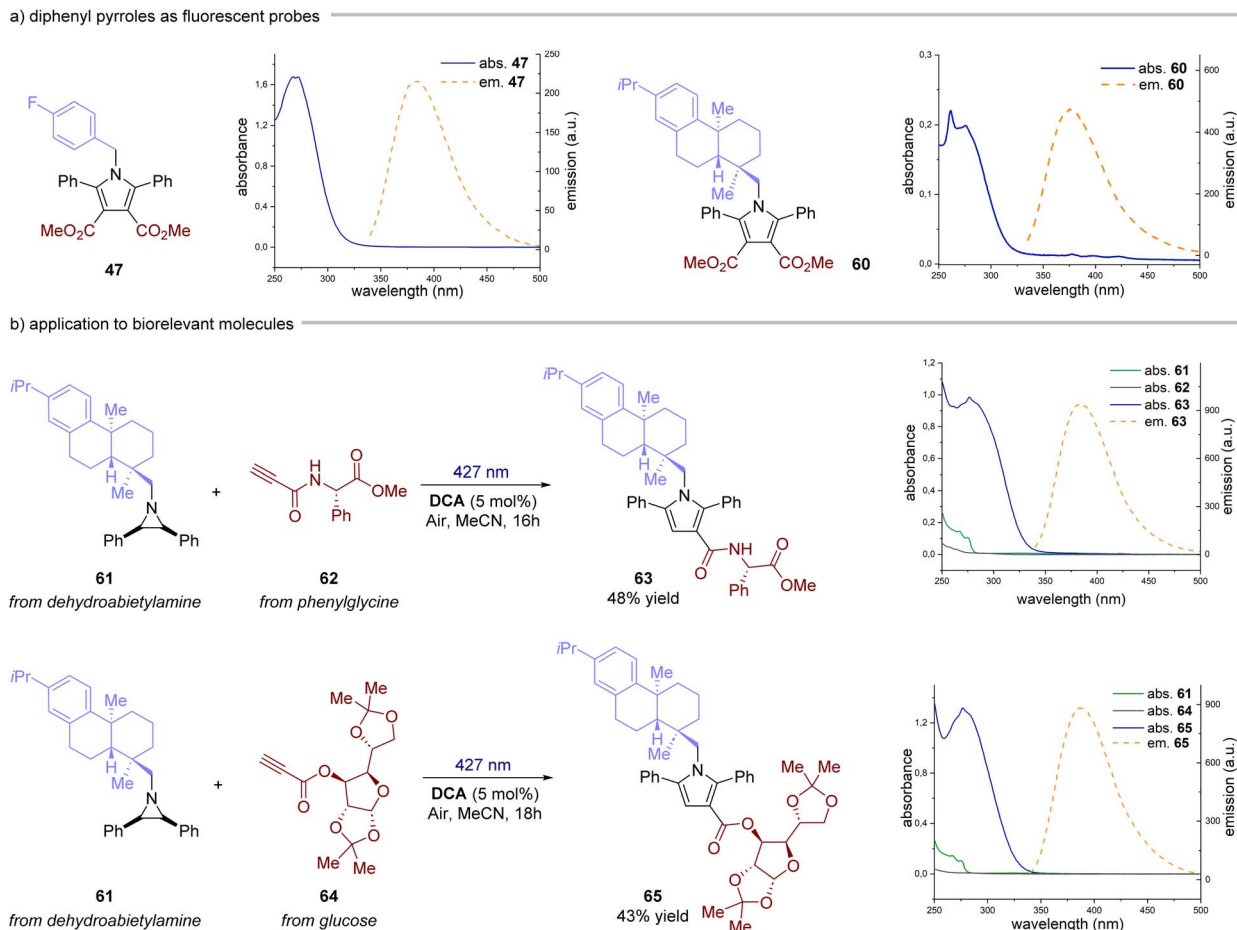 a) diphenyl pyrroles as fluorescent probes
F
N
Ph
Ph
MeO2C
CO2Me
47
abs. 47
em. 47
absorbance
1,6
1,2
0,8
0,4
0,0
250
200
150
100
50
0
emission (a.u.)
250 300 350 400 450 500
wavelength (nm)
iPr
Me
H
Me
N
Ph
Ph
MeO2C
CO2Me
60
abs. 60
em. 60
absorbance
0,3
0,2
0,1
0,0
600
400
200
0
emission (a.u.)
250 300 350 400 450 500
wavelength (nm)
b) application to biorelevant molecules
iPr
Me
H
Me
N
Ph
Ph
61
from dehydroabietylamine
+
H
N
O
OMe
O
Ph
62
from phenylglycine
427 nm
DCA (5 mol%)
Air, MeCN, 16h
iPr
Me
H
Me
N
Ph
Ph
H
N
O
O
OMe
Ph
63
48% yield
abs. 61
abs. 62
abs. 63
em. 63
absorbance
1,2
1,0
0,8
0,6
0,4
0,2
0,0
900
600
300
0
emission (a.u.)
250 300 350 400 450 500
wavelength (nm)
iPr
Me
H
Me
N
Ph
Ph
61
from dehydroabietylamine
+
Me
Me
O
O
O
O
O
O
O
Me
Me
64
from glucose
427 nm
DCA (5 mol%)
Air, MeCN, 18h
iPr
Me
H
Me
N
Ph
Ph
Me
Me
O
O
O
O
O
O
O
Me
Me
65
43% yield
abs. 61
abs. 64
abs. 65
em. 65
absorbance
1,2
0,8
0,4
0,0
900
600
300
0
emission (a.u.)
250 300 350 400 450 500
wavelength (nm)